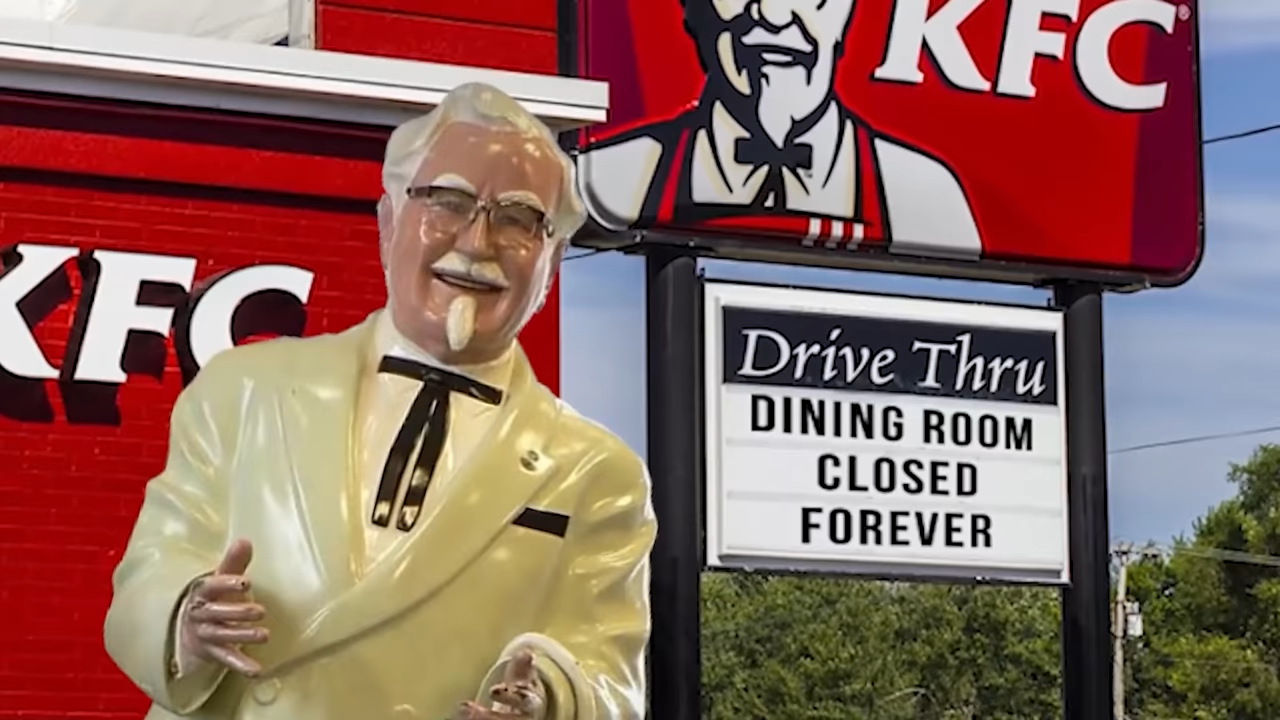 KFC
KFC®
Drive Thru
DINING ROOM
CLOSED
FOREVER